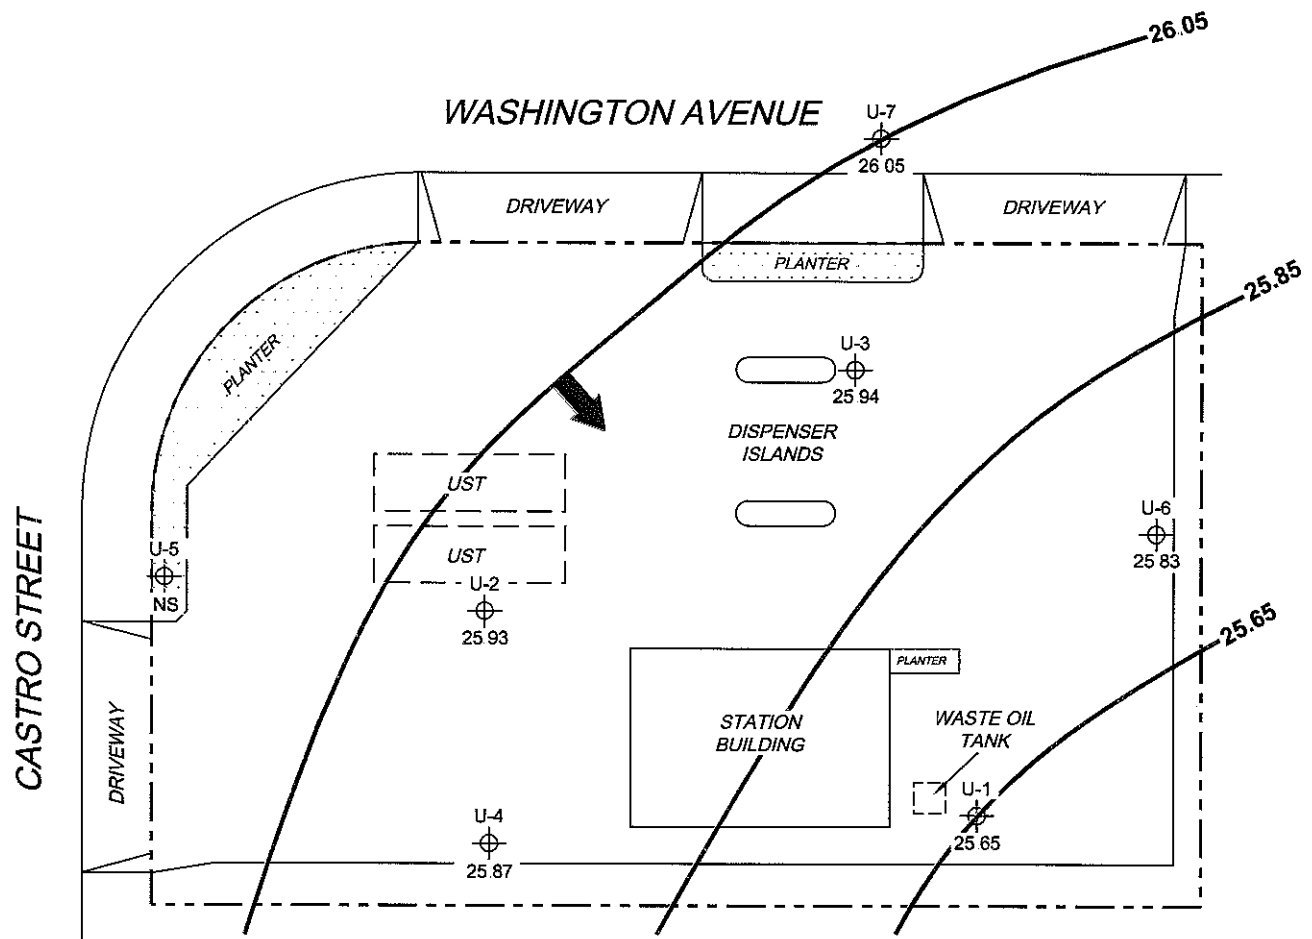 26.05
WASHINGTON AVENUE
U-7
26 05
DRIVEWAY
DRIVEWAY
PLANTER
25.85
PLANTER
U-3
25 94
DISPENSER
ISLANDS
UST
UST
U-6
25 83
U-5
NS
U-2
25 93
CASTRO STREET
25.65
PLANTER
STATION
BUILDING
WASTE OIL
TANK
DRIVEWAY
U-1
25 65
U-4
25.87